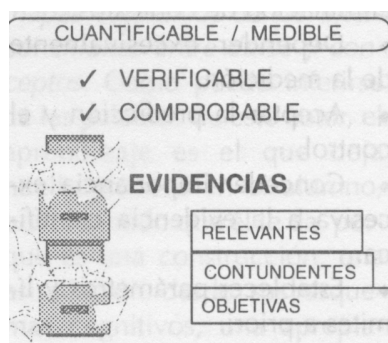 CUANTIFICABLE / MEDIBLE
✓ VERIFICABLE
✓ COMPROBABLE
EVIDENCIAS
RELEVANTES
CONTUNDENTES
OBJETIVAS